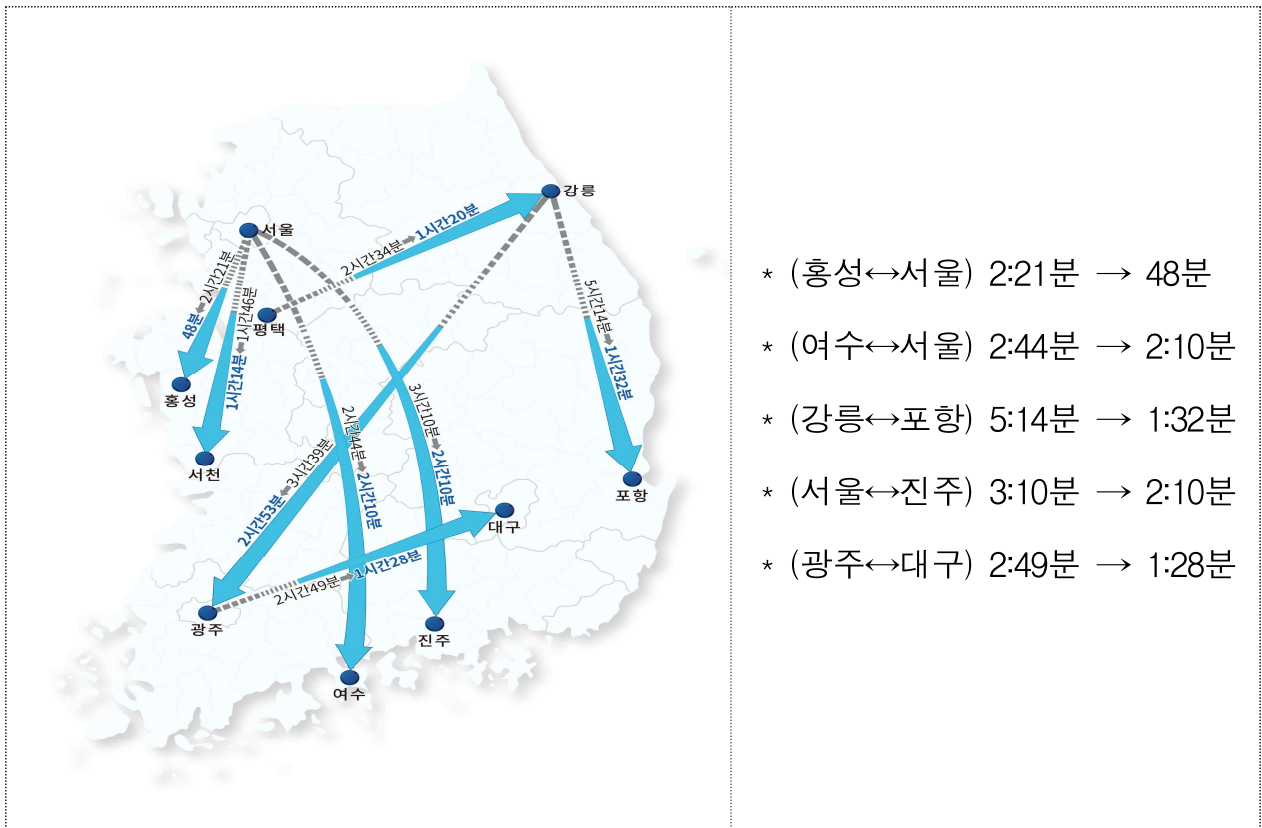 강릉
서울
2시간34분 ➡ 1시간20분
2시간21분 ➡ 48분
1시간46분 ➡ 1시간14분
평택
5시간14분 ➡ 1시간32분
홍성
3시간10분 ➡ 2시간10분
2시간44분 ➡ 2시간10분
3시간39분 ➡ 2시간53분
서천
포항
대구
2시간49분 ➡ 1시간28분
광주
진주
여수
* (홍성↔서울) 2:21분 → 48분
* (여수↔서울) 2:44분 → 2:10분
* (강릉↔포항) 5:14분 → 1:32분
* (서울↔진주) 3:10분 → 2:10분
* (광주↔대구) 2:49분 → 1:28분